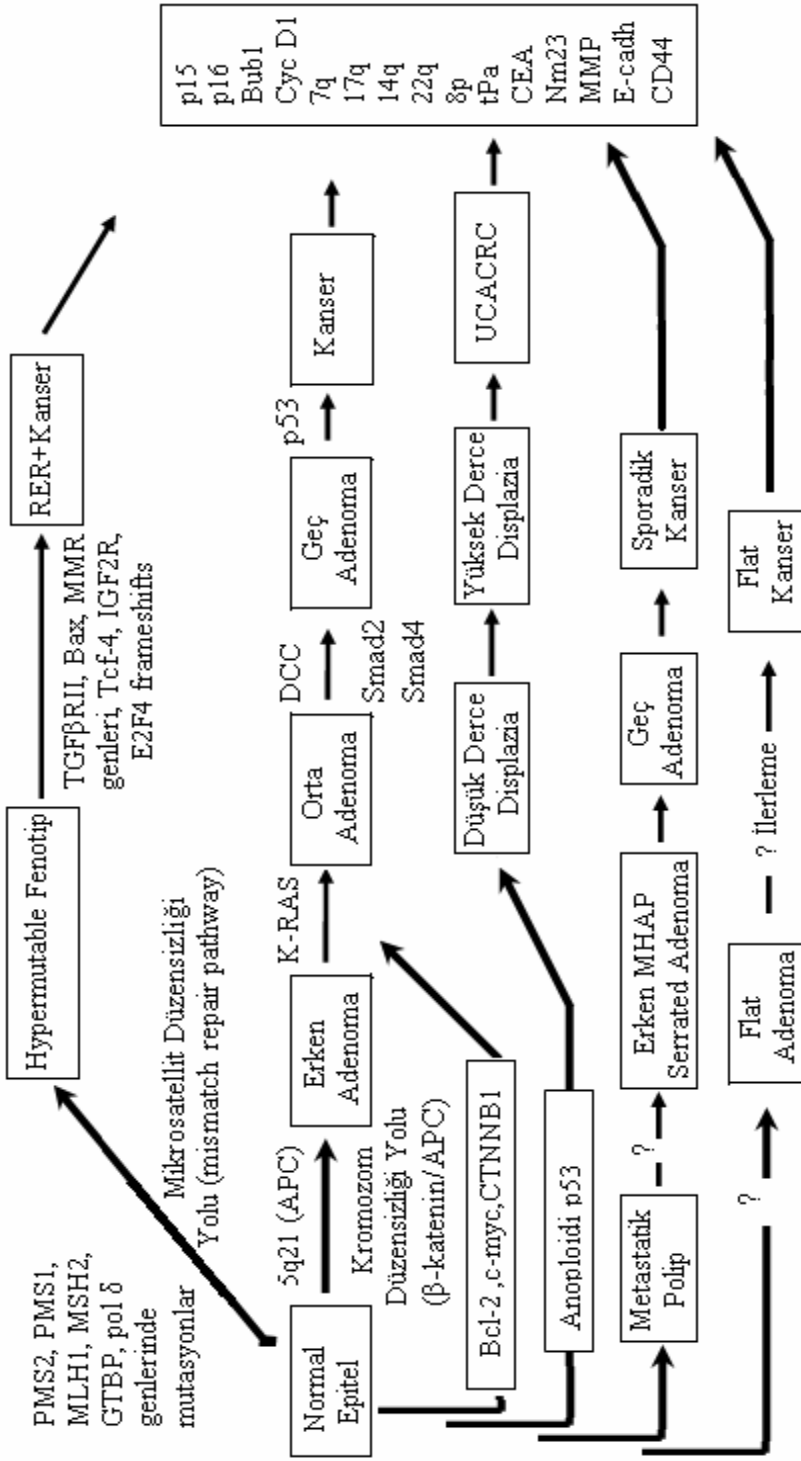 PMS2, PMS1,
MLH1, MSH2,
GTBP, pol δ
genlerinde
mutasyonlar
Mikrosatellit Düzensizliği
Yolu (mismatch repair pathway)
Hypermutable Fenotip
TGFβRII, Bax, MMR
genleri, Tcf-4, IGF2R,
E2F4 frameshifts
RER+Kanser
Normal
Epitel
5q21 (APC)
Kromozom
Düzensizliği Yolu
(β-katenin/APC)
Erken
Adenoma
K-RAS
Orta
Adenoma
DCC
Smad2
Smad4
Geç
Adenoma
p53
Kanser
Bcl-2 ,c-myc,CTNNB1
Anoploidi p53
Düşük Derce
Displazia
Yüksek Derce
Displazia
UCACRC
Metastatik
Polip
?
Erken MHAP
Serrated Adenoma
Geç
Adenoma
Sporadik
Kanser
?
Flat
Adenoma
? İlerleme
Flat
Kanser
p15
p16
Bub1
Cyc D1
7q
17q
14q
22q
8p
tPa
CEA
Nm23
MMP
E-cadh
CD44